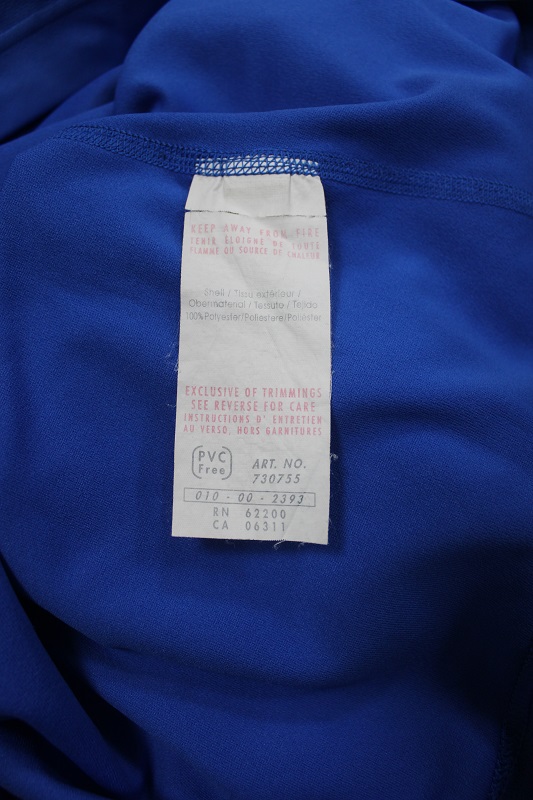 KEEP AWAY FROM FIRE
TENIR ELOIGNE DE TOUTE
FLAMME OU SOURCE DE CHALEUR
Shell / Tissu extérieur /
Obermaterial / Tessuto / Tejido
100% Polyester/Poliestere/Poliester
EXCLUSIVE OF TRIMMINGS
SEE REVERSE FOR CARE
INSTRUCTIONS D' ENTRETIEN
AU VERSO, HORS GARNITURES
PVC
Free
ART. NO.
730755
010 - 00 - 2393
RN 62200
CA 06311